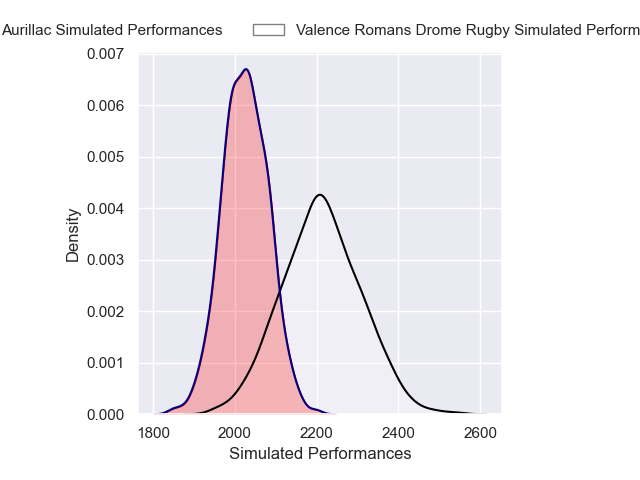 Aurillac Simulated Performances
Valence Romans Drome Rugby Simulated Perform
0.007
0.006
0.005
0.004
0.003
0.002
0.001
0.000
Density
1800 2000 2200 2400 2600
Simulated Performances